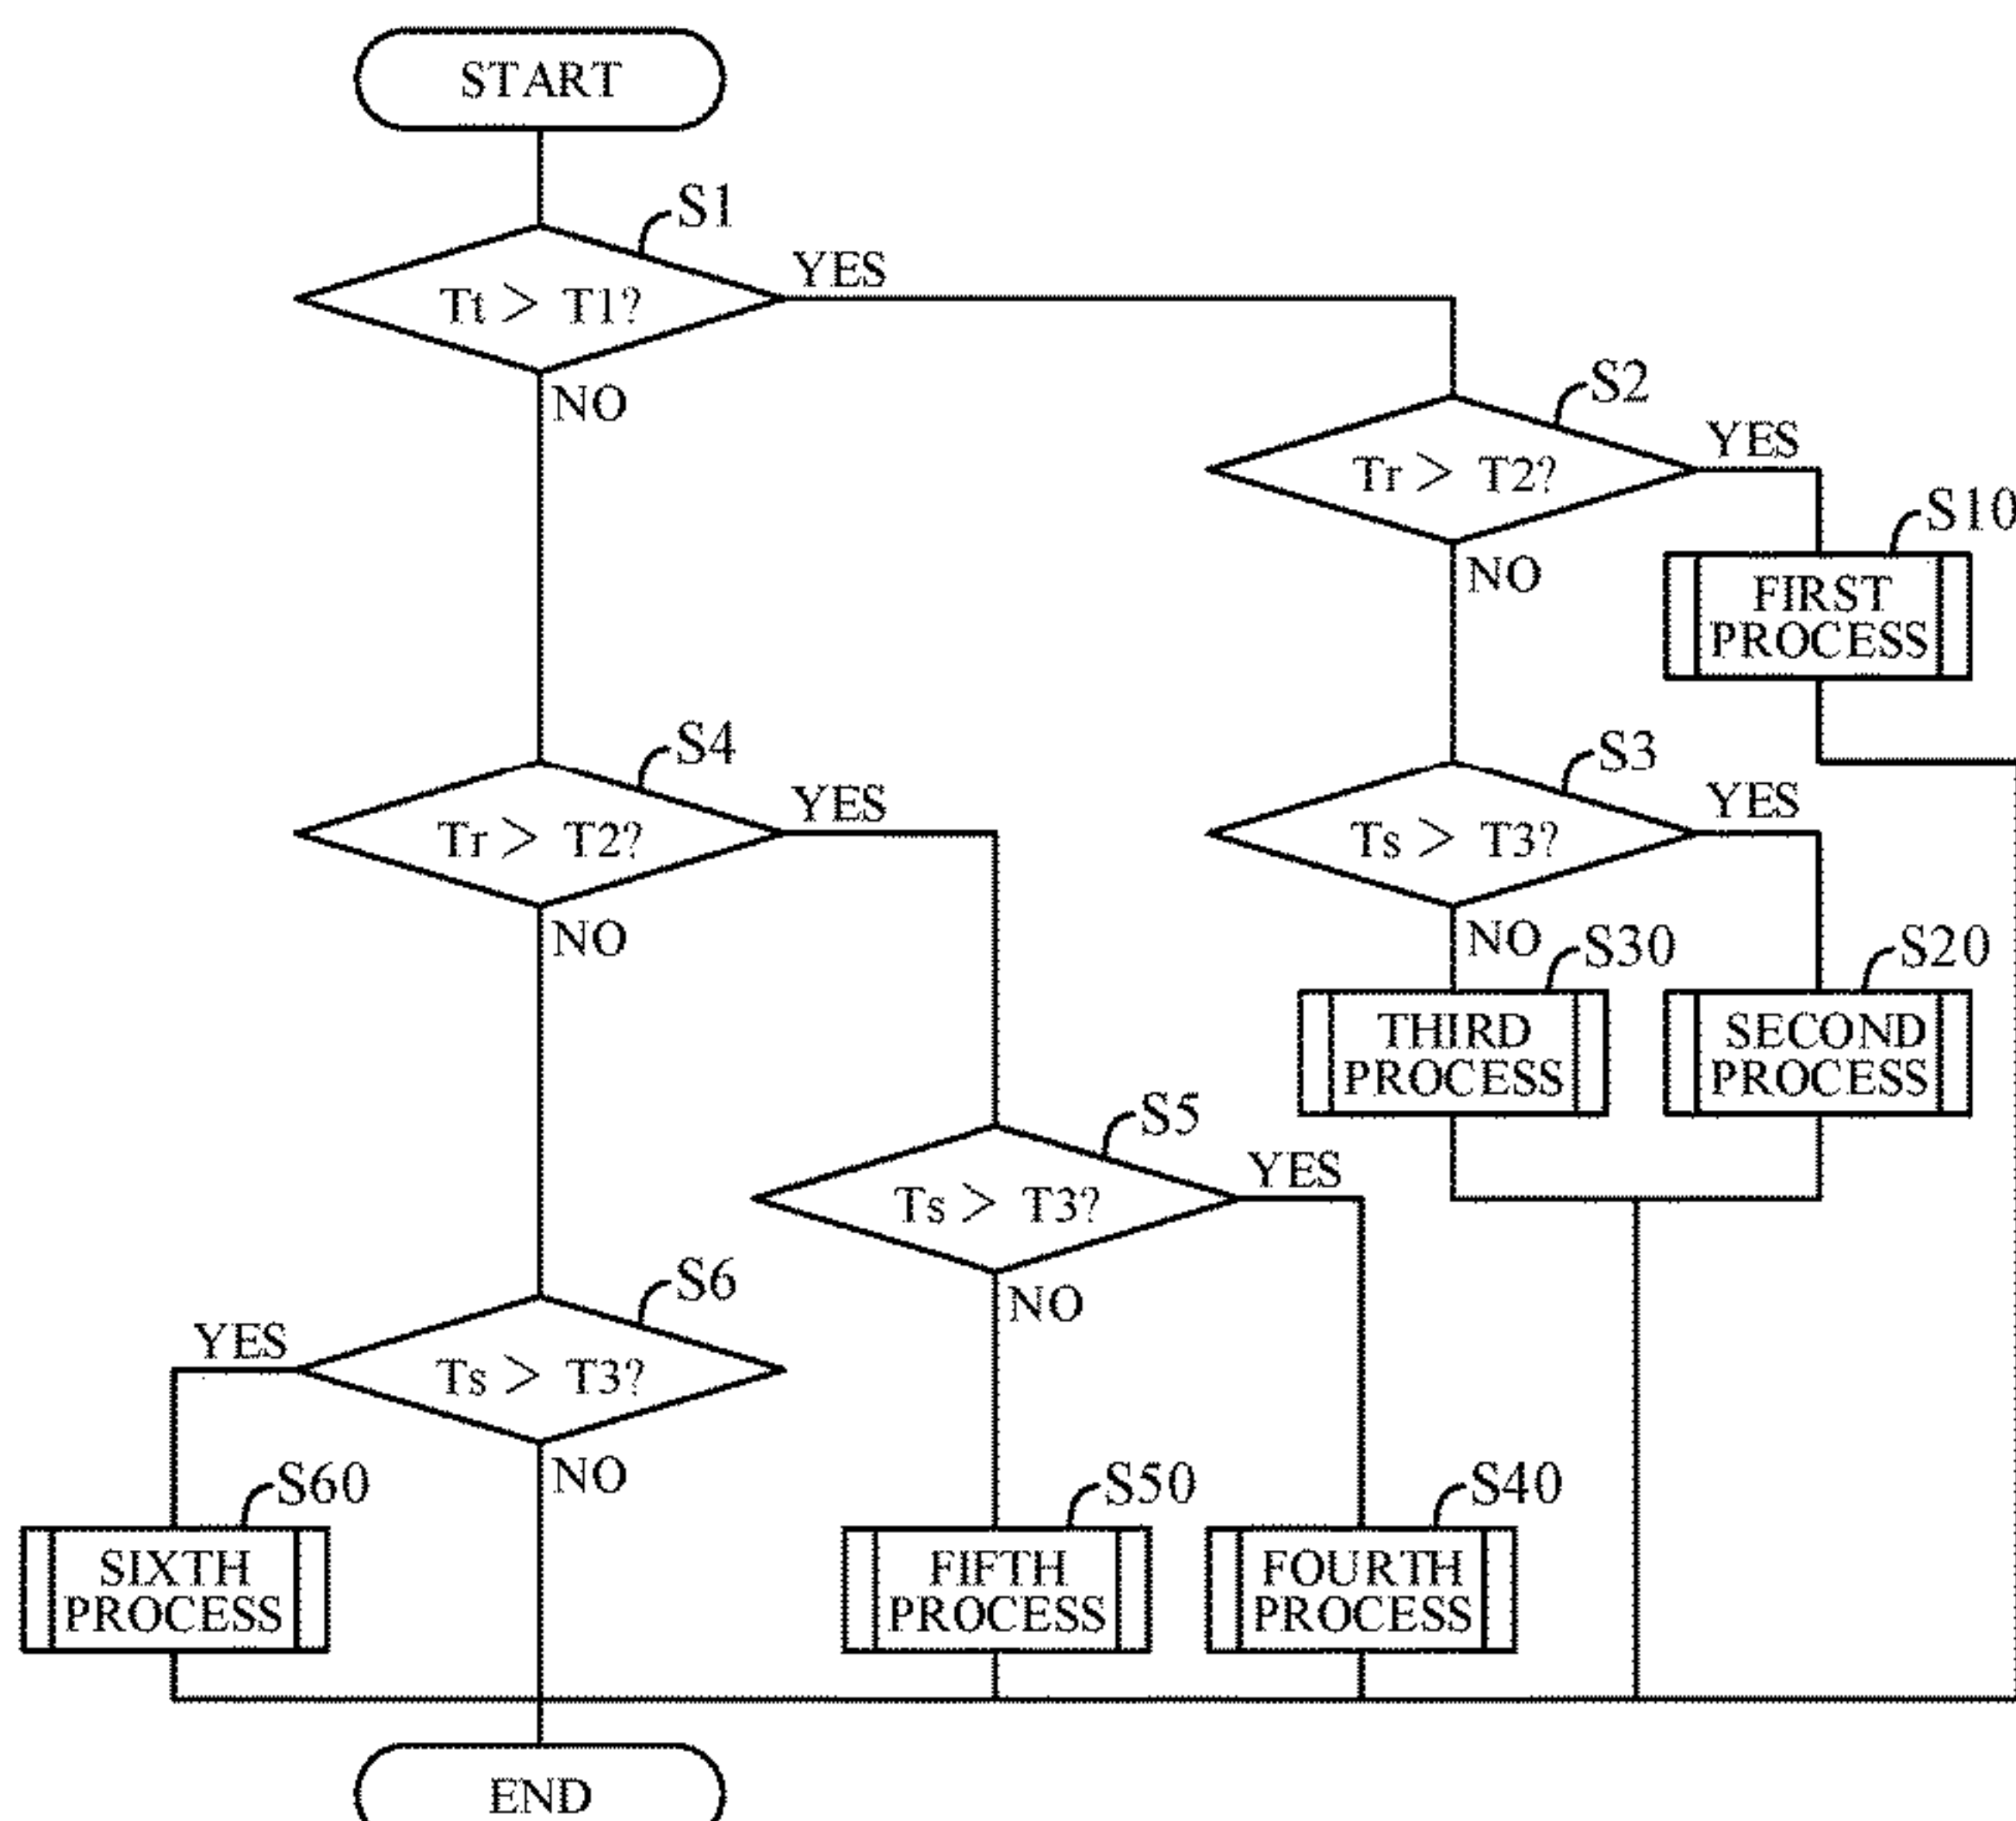 START
S1
Tt > T1?
YES
NO
S2
Tr > T2?
YES
NO
S10
FIRST
PROCESS
S4
Tr > T2?
YES
NO
S3
Ts > T3?
YES
NO
S30
THIRD
PROCESS
S20
SECOND
PROCESS
S5
Ts > T3?
YES
NO
S6
YES
Ts > T3?
NO
S60
SIXTH
PROCESS
S50
FIFTH
PROCESS
S40
FOURTH
PROCESS
END